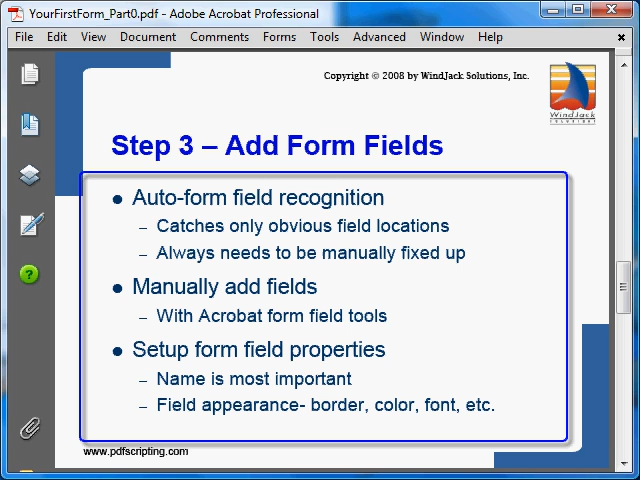 YourFirstForm_Part0.pdf - Adobe Acrobat Professional
File Edit View Document Comments Forms Tools Advanced Window Help
Copyright © 2008 by WindJack Solutions, Inc.
WindJack
SOLUTIONS
Step 3 – Add Form Fields
● Auto-form field recognition
– Catches only obvious field locations
– Always needs to be manually fixed up
● Manually add fields
– With Acrobat form field tools
● Setup form field properties
– Name is most important
– Field appearance- border, color, font, etc.
www.pdfscripting.com